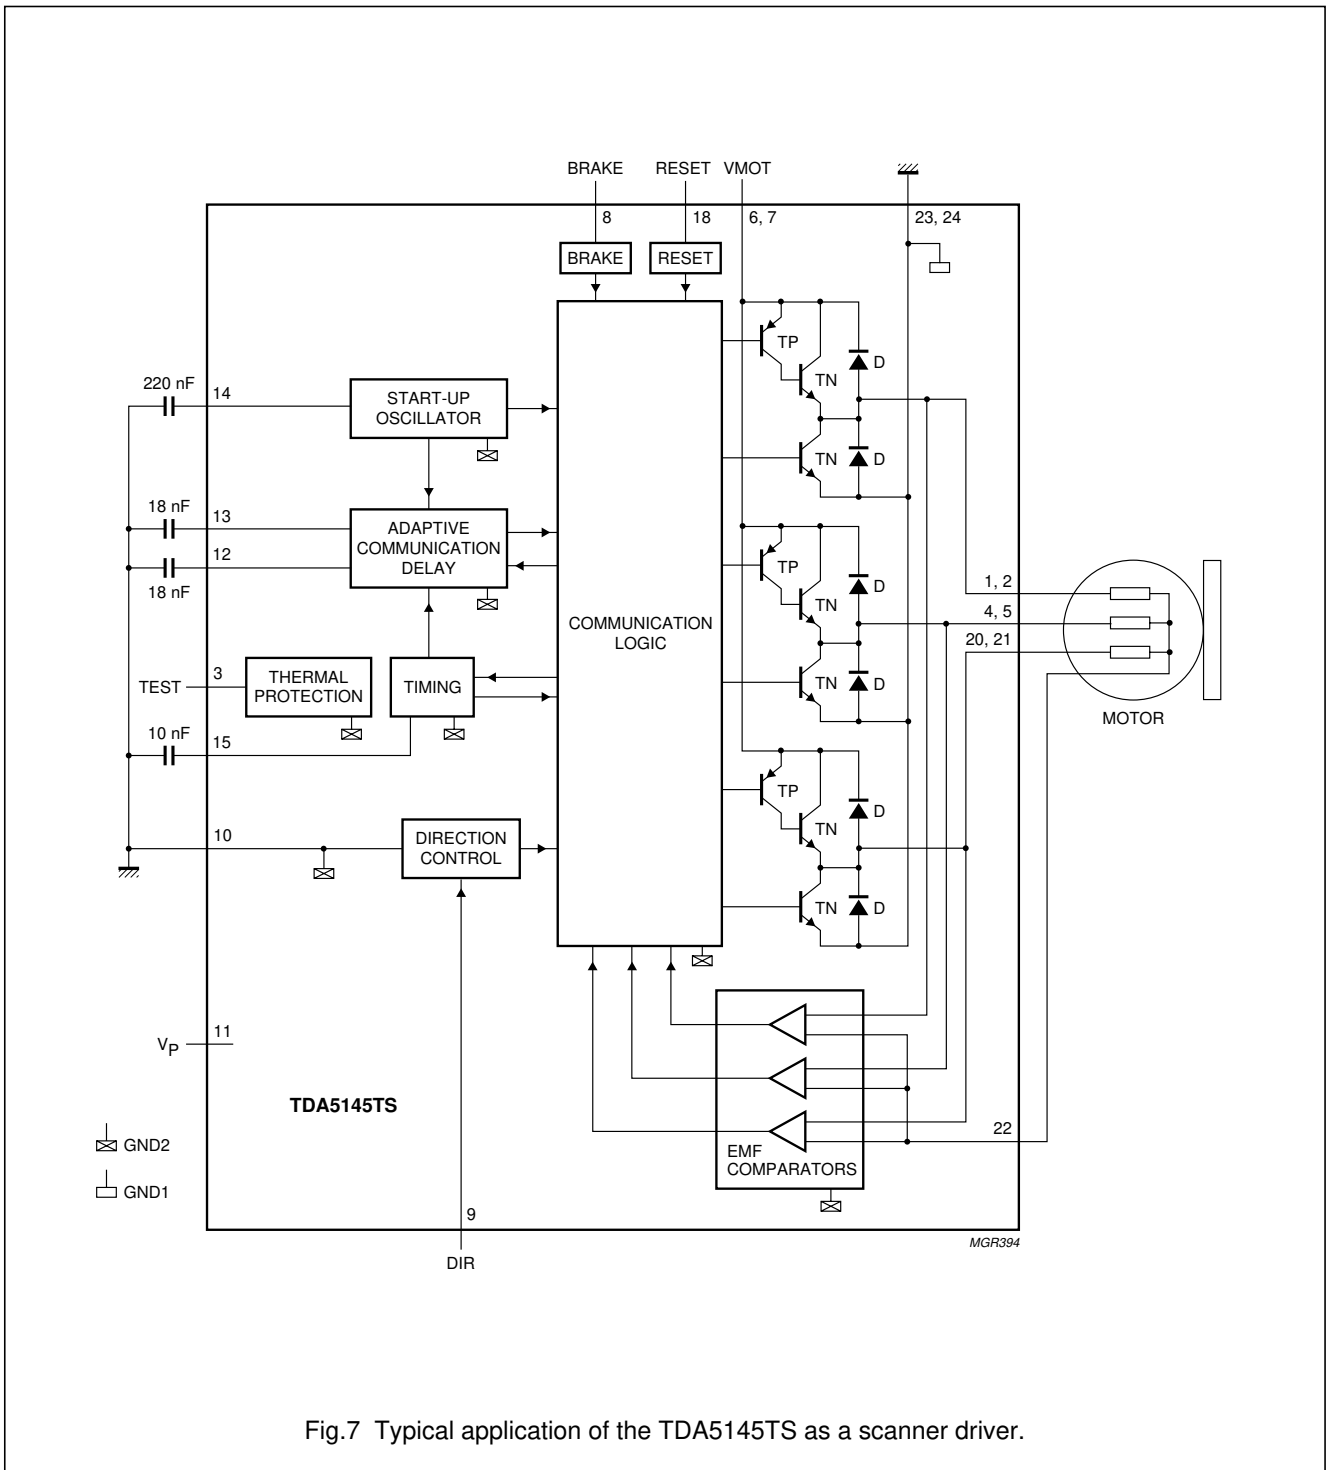 BRAKE RESET VMOT
8 18 6, 7 23, 24
BRAKE RESET
TP
D
TN
220 nF 14
START-UP
OSCILLATOR
TN D
18 nF 13
ADAPTIVE
COMMUNICATION
DELAY
12
18 nF
TP
D
TN
1, 2
4, 5
20, 21
COMMUNICATION
LOGIC
TEST 3
THERMAL
PROTECTION
TIMING
TN D
MOTOR
10 nF 15
TP
D
TN
10
DIRECTION
CONTROL
TN D
VP 11
TDA5145TS
GND2
GND1
22
EMF
COMPARATORS
9
DIR
MGR394
Fig.7 Typical application of the TDA5145TS as a scanner driver.